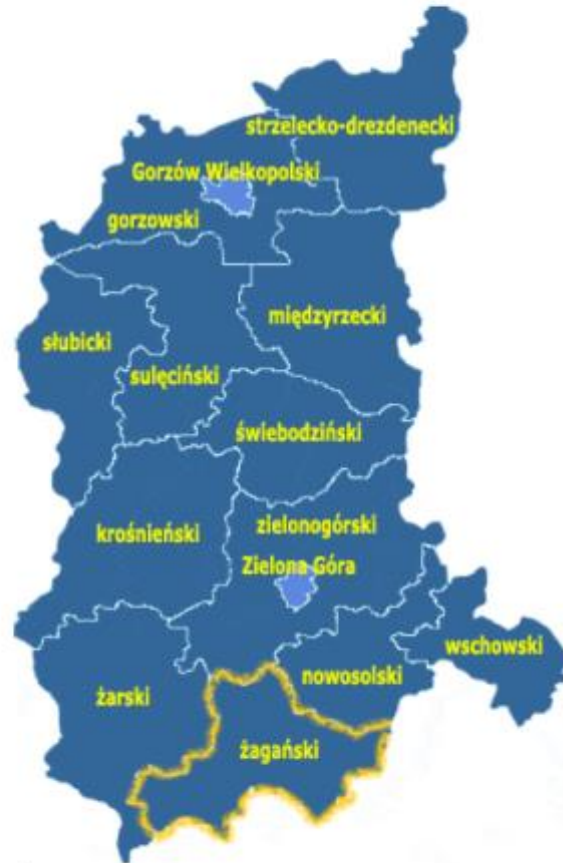 strzelecko-drezdenecki
Gorzów Wielkopolski
gorzowski
międzyrzecki
słubicki
sulęciński
świebodziński
zielonogórski
krośnieński
Zielona Góra
wschowski
nowosolski
żarski
żagański